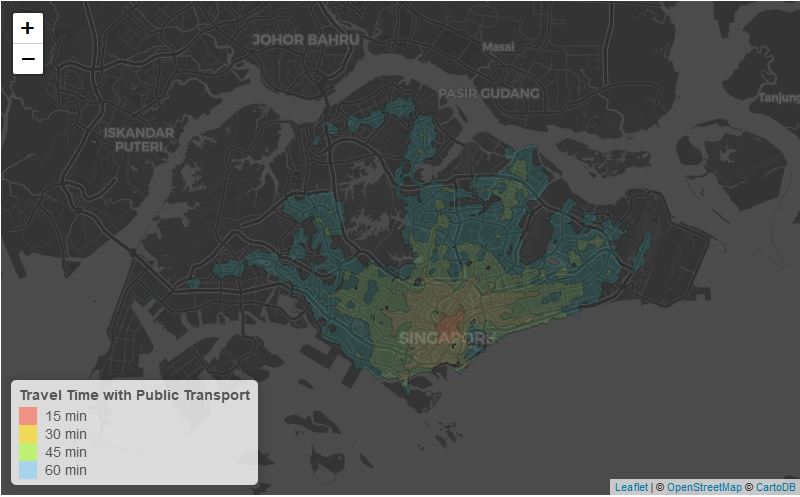 +
−
JOHOR BAHRU
Masai
PASIR GUDANG
Tanjung
ISKANDAR
PUTERI
SINGAPORE
Travel Time with Public Transport
15 min
30 min
45 min
60 min
Leaflet | © OpenStreetMap © CartoDB